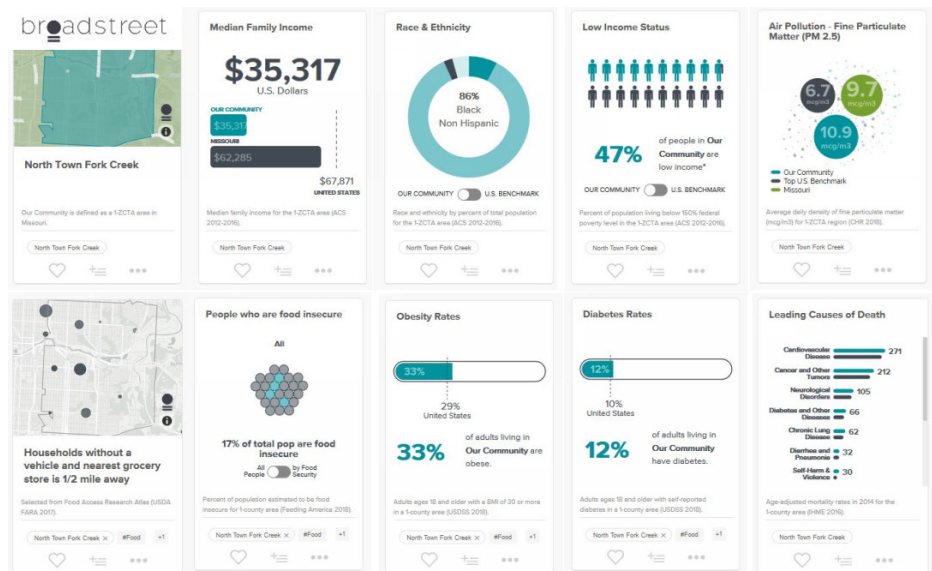 broadstreet
North Town Fork Creek
Our Community is defined as a 1-ZCTA area in
Missouri.
North Town Fork Creek
Median Family Income
$35,317
U.S. Dollars
OUR COMMUNITY
$35,317
MISSOURI
$62,285
$67,871
UNITED STATES
Median family income for the 1-ZCTA area (ACS
2012-2016).
North Town Fork Creek
Race & Ethnicity
86%
Black
Non Hispanic
OUR COMMUNITY U.S. BENCHMARK
Race and ethnicity by percent of total population
for the 1-ZCTA area (ACS 2012-2016).
North Town Fork Creek
Low Income Status
47%
of people in Our
Community are
low income*
OUR COMMUNITY U.S. BENCHMARK
Percent of population living below 150% federal
poverty level in the 1-ZCTA area (ACS 2012-2016).
North Town Fork Creek
Air Pollution - Fine Particulate
Matter (PM 2.5)
6.7
mcg/m3
9.7
mcg/m3
10.9
mcg/m3
Our Community
Top U.S. Benchmark
Missouri
Average daily density of fine particulate matter
(mcg/m3) for 1-ZCTA region (CHR 2018).
North Town Fork Creek
Households without a
vehicle and nearest grocery
store is 1/2 mile away
Selected from Food Access Research Atlas (USDA
FARA 2017).
North Town Fork Creek × #Food +1
People who are food insecure
All
17% of total pop are food
insecure
All
People
by Food
Security
Percent of population estimated to be food
insecure for 1-county area (Feeding America 2018).
North Town Fork Creek × #Food +1
Obesity Rates
33%
29%
United States
33%
of adults living in
Our Community are
obese.
Adults ages 18 and older with a BMI of 30 or more
in a 1-county area (USDSS 2018).
North Town Fork Creek × #Food +1
Diabetes Rates
12%
10%
United States
12%
of adults living in
Our Community
have diabetes.
Adults ages 18 and older with self-reported
diabetes in a 1-county area (USDSS 2018).
North Town Fork Creek × #Food +1
Leading Causes of Death
Cardiovascular
Disease 271
Cancer and Other
Tumors 212
Neurological
Disorders 105
Diabetes and Other
Diseases 66
Chronic Lung
Disease 62
Diarrhea and
Pneumonia 32
Self-Harm &
Violence 30
Age-adjusted mortality rates in 2014 for the
1-county area (IHME 2016).
North Town Fork Creek